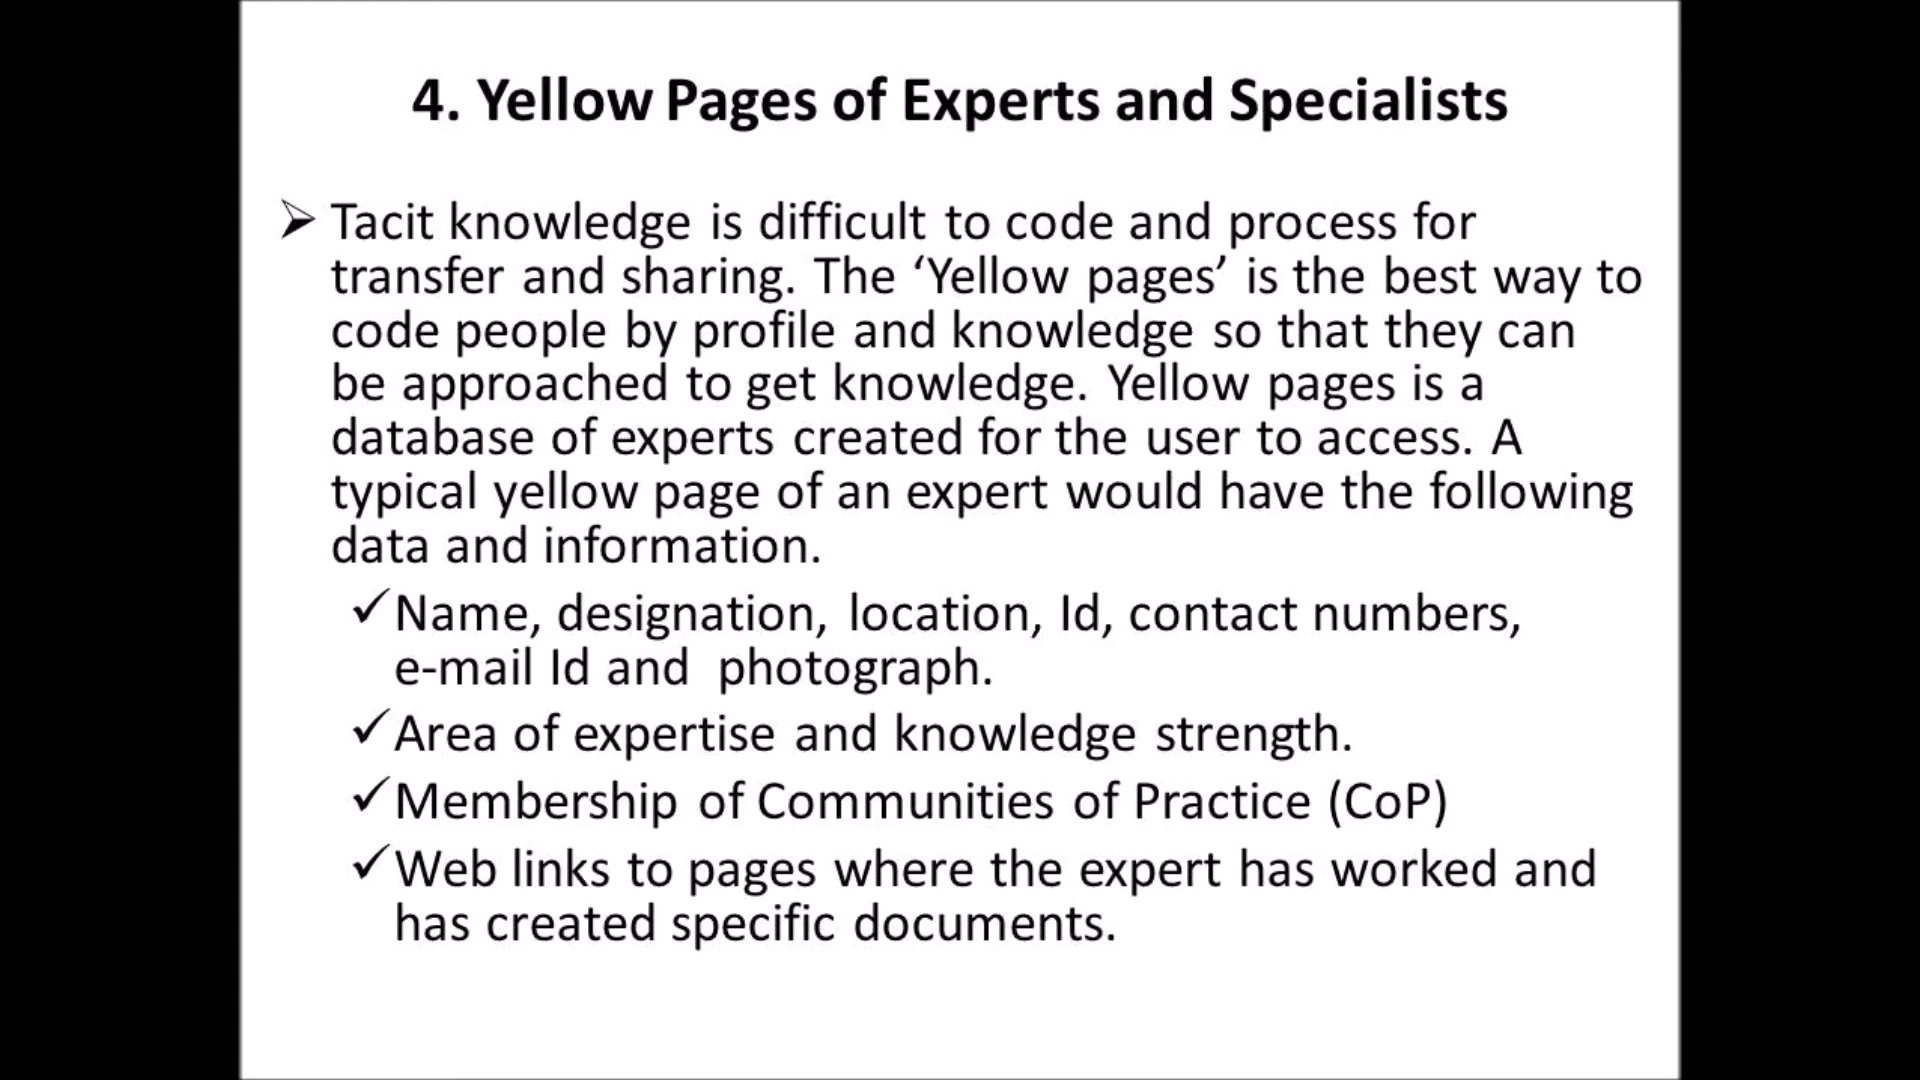 4. Yellow Pages of Experts and Specialists
➢ Tacit knowledge is difficult to code and process for
transfer and sharing. The ‘Yellow pages’ is the best way to
code people by profile and knowledge so that they can
be approached to get knowledge. Yellow pages is a
database of experts created for the user to access. A
typical yellow page of an expert would have the following
data and information.
✓Name, designation, location, Id, contact numbers,
e-mail Id and photograph.
✓Area of expertise and knowledge strength.
✓Membership of Communities of Practice (CoP)
✓Web links to pages where the expert has worked and
has created specific documents.